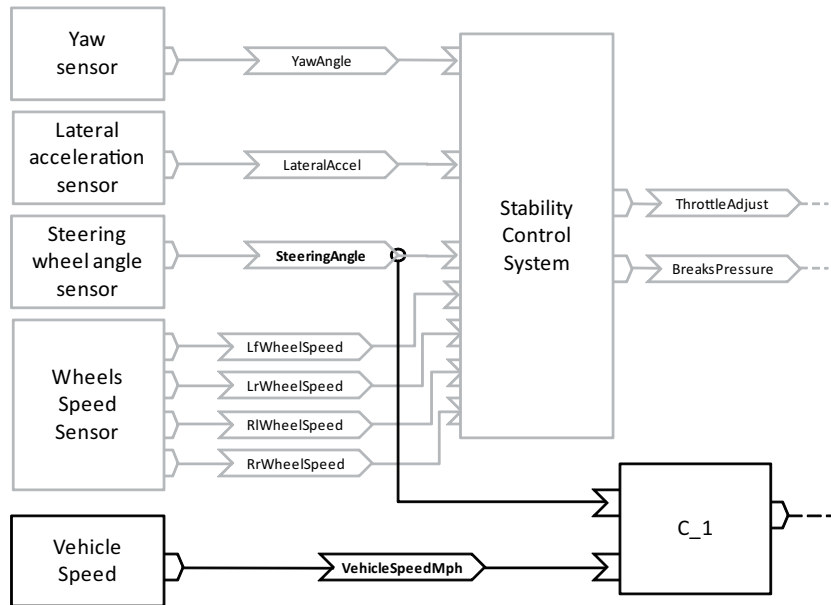 Yaw
sensor
YawAngle
Lateral
acceleration
sensor
LateralAccel
Steering
wheel angle
sensor
SteeringAngle
Wheels
Speed
Sensor
LfWheelSpeed
LrWheelSpeed
RlWheelSpeed
RrWheelSpeed
Stability
Control
System
ThrottleAdjust
BreaksPressure
Vehicle
Speed
VehicleSpeedMph
C_1